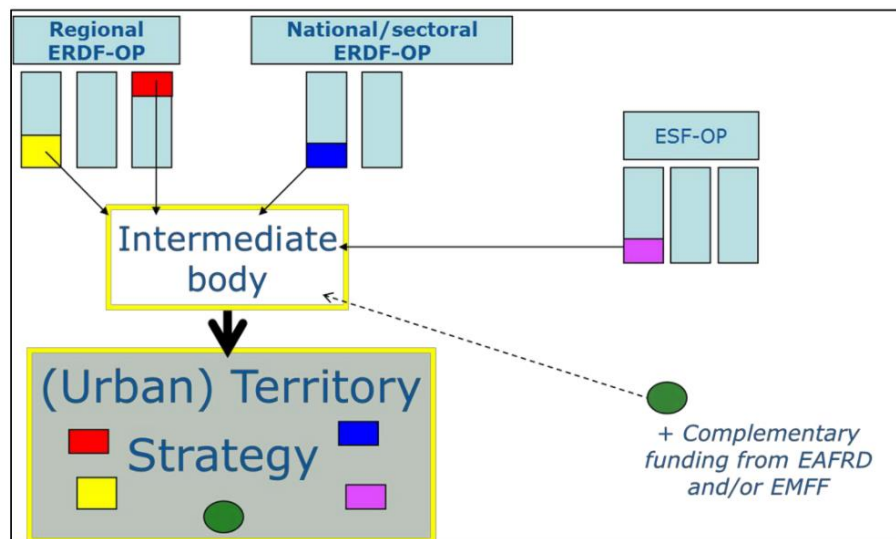 Regional
ERDF-OP
National/sectoral
ERDF-OP
ESF-OP
Intermediate
body
(Urban) Territory
Strategy
+ Complementary
funding from EAFRD
and/or EMFF